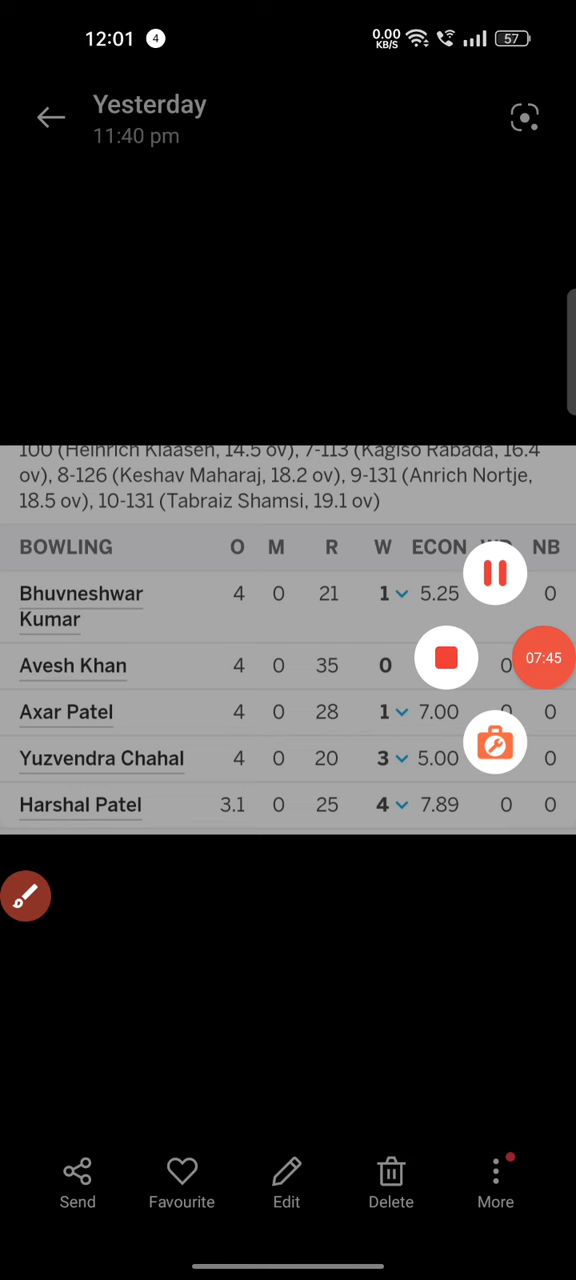 12:01 4 0.00 KB/S 57
Yesterday
11:40 pm
100 (Heinrich Klaasen, 14.5 ov), 7-113 (Kagiso Rabada, 16.4
ov), 8-126 (Keshav Maharaj, 18.2 ov), 9-131 (Anrich Nortje,
18.5 ov), 10-131 (Tabraiz Shamsi, 19.1 ov)
BOWLING O M R W ECON NB
Bhuvneshwar 4 0 21 1 5.25 0
Kumar
Avesh Khan 4 0 35 0 0 07:45
Axar Patel 4 0 28 1 7.00 0 0
Yuzvendra Chahal 4 0 20 3 5.00 0
Harshal Patel 3.1 0 25 4 7.89 0 0
Send Favourite Edit Delete More